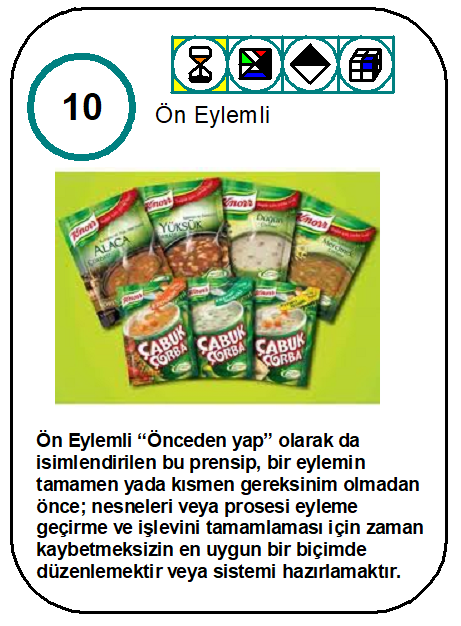 10
Ön Eylemli
Knorr
ALACA
Knorr
YÜKSÜK
Knorr
Düğün
Knorr
Mercimek
Knorr
ÇABUK
ÇORBA
Knorr
ÇABUK
ÇORBA
Knorr
ÇABUK
ÇORBA
Ön Eylemli “Önceden yap” olarak da
isimlendirilen bu prensip, bir eylemin
tamamen yada kısmen gereksinim olmadan
önce; nesneleri veya prosesi eyleme
geçirme ve işlevini tamamlaması için zaman
kaybetmeksizin en uygun bir biçimde
düzenlemektir veya sistemi hazırlamaktır.